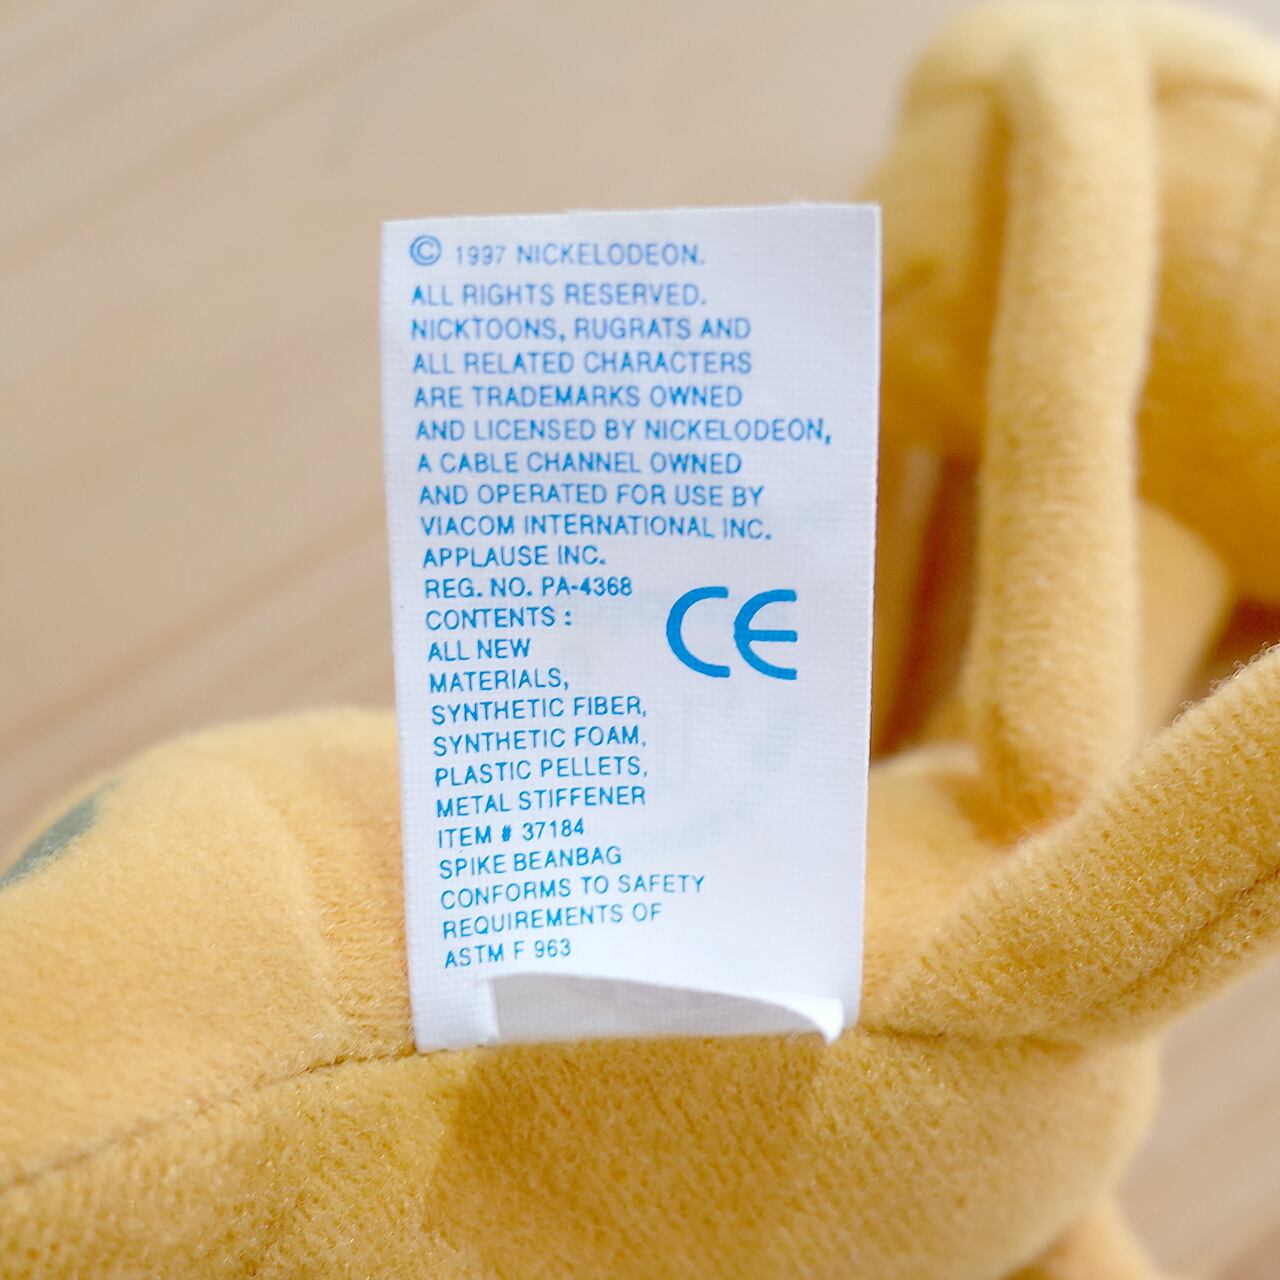 © 1997 NICKELODEON.
ALL RIGHTS RESERVED.
NICKTOONS, RUGRATS AND
ALL RELATED CHARACTERS
ARE TRADEMARKS OWNED
AND LICENSED BY NICKELODEON,
A CABLE CHANNEL OWNED
AND OPERATED FOR USE BY
VIACOM INTERNATIONAL INC.
APPLAUSE INC.
REG. NO. PA-4368
CONTENTS :
CE
ALL NEW
MATERIALS,
SYNTHETIC FIBER,
SYNTHETIC FOAM,
PLASTIC PELLETS,
METAL STIFFENER
ITEM # 37184
SPIKE BEANBAG
CONFORMS TO SAFETY
REQUIREMENTS OF
ASTM F 963